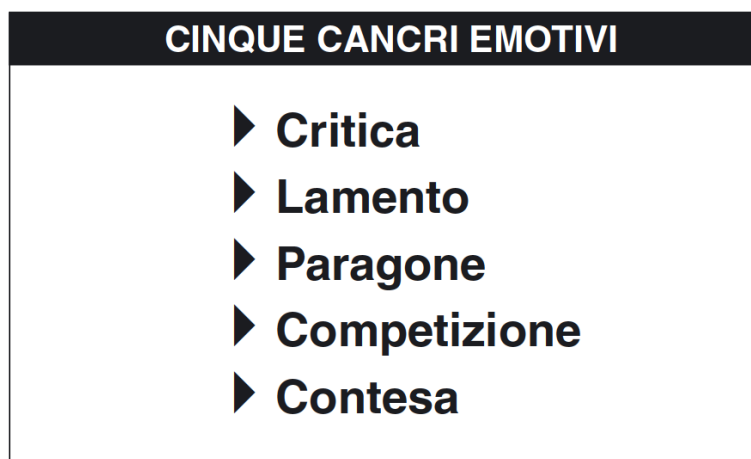 CINQUE CANCRI EMOTIVI
Critica
Lamento
Paragone
Competizione
Contesa